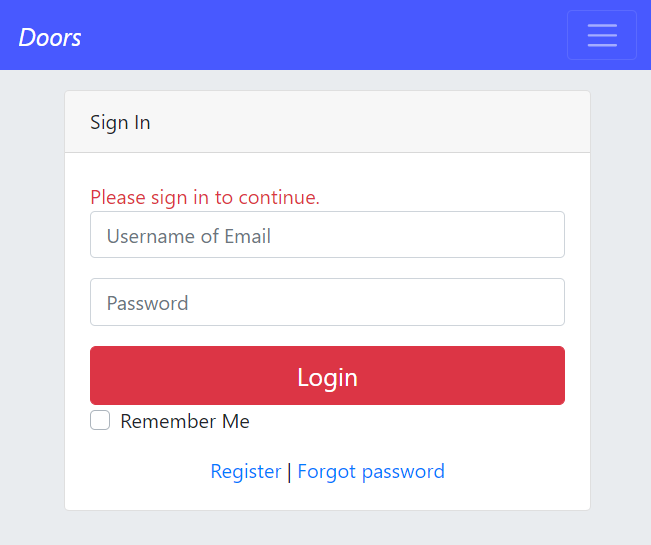 Doors
Sign In
Please sign in to continue.
Username of Email
Password
Login
Remember Me
Register | Forgot password